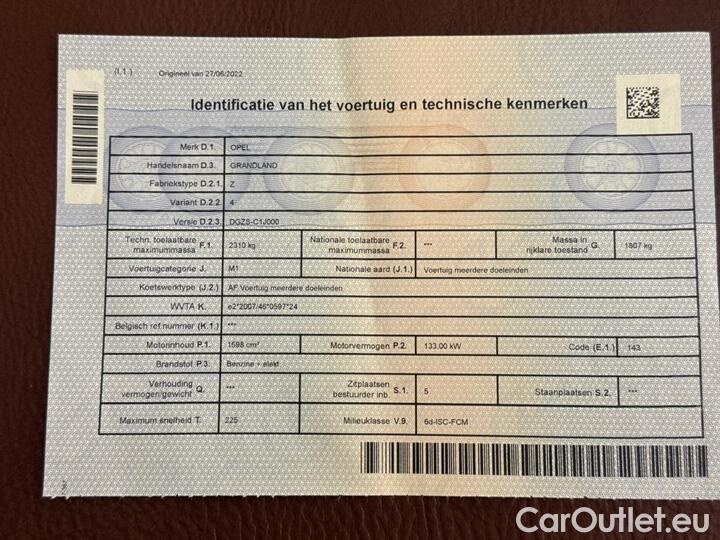 (I.1) Origineel van 27/06/2022
Identificatie van het voertuig en technische kenmerken
Merk D.1. OPEL
Handelsnaam D.3. GRANDLAND
Fabriekstype D.2.1. Z
Variant D.2.2. 4
Versie D.2.3. DGZS-C1J000
Techn. toelaatbare maximummassa F.1. 2310 kg Nationale toelaatbare maximummassa F.2. *** Massa in rijklare toestand G. 1807 kg
Voertuigcategorie J. M1 Nationale aard (J.1.) Voertuig meerdere doeleinden
Koetswerktype (J.2.) AF Voertuig meerdere doeleinden
WVTA K. e2*2007/46*0597*24
Belgisch ref.nummer (K.1.) ***
Motorinhoud P.1. 1598 cm³ Motorvermogen P.2. 133.00 kW Code (E.1.) 143
Brandstof P.3. Benzine + elekt
Verhouding vermogen/gewicht Q. *** Zitplaatsen bestuurder inb. S.1. 5 Staanplaatsen S.2. ***
Maximum snelheid T. 225 Milieuklasse V.9. 6d-ISC-FCM
CarOutlet.eu